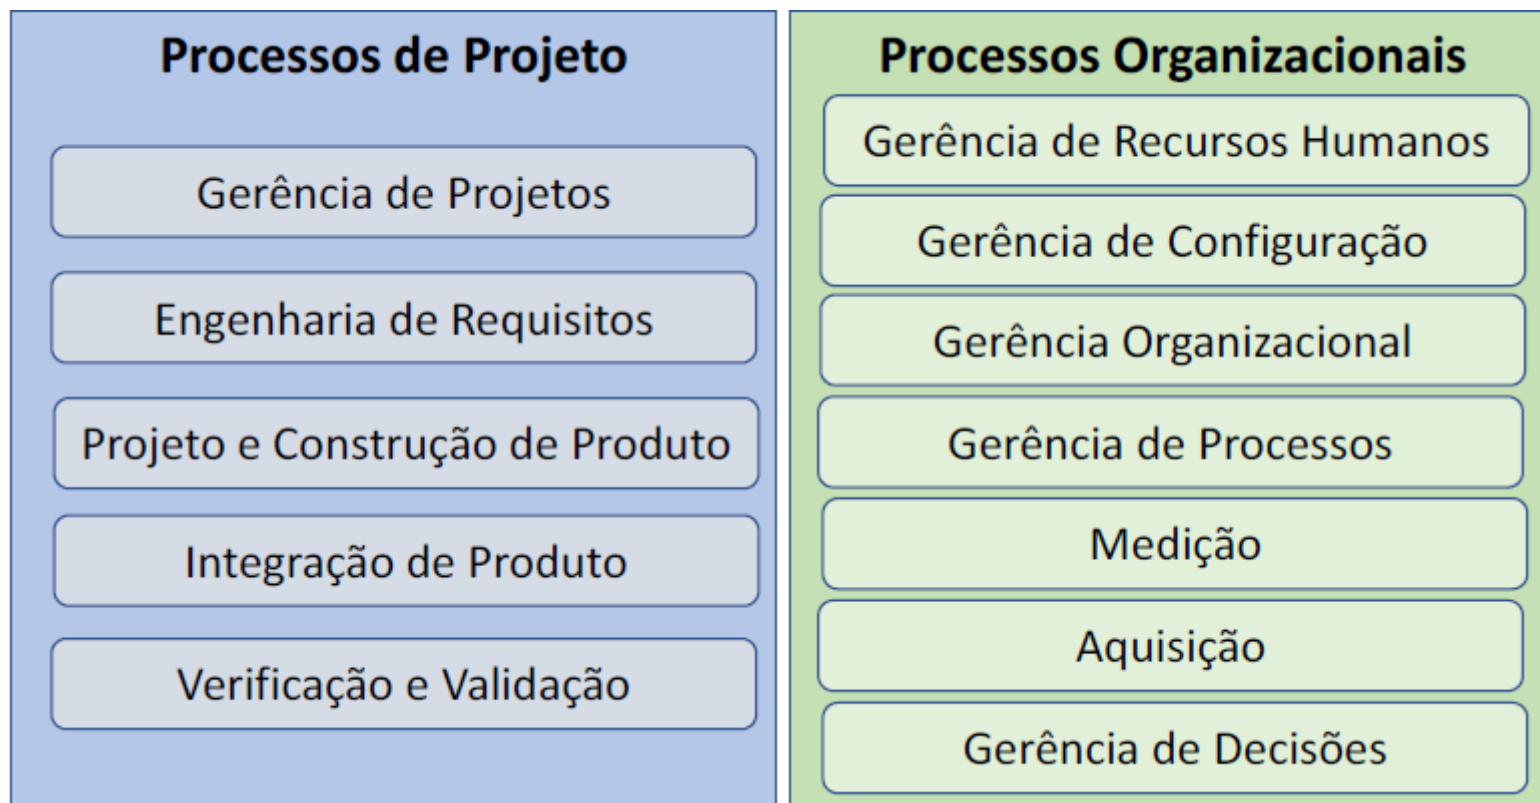 Processos de Projeto
Gerência de Projetos
Engenharia de Requisitos
Projeto e Construção de Produto
Integração de Produto
Verificação e Validação
Processos Organizacionais
Gerência de Recursos Humanos
Gerência de Configuração
Gerência Organizacional
Gerência de Processos
Medição
Aquisição
Gerência de Decisões